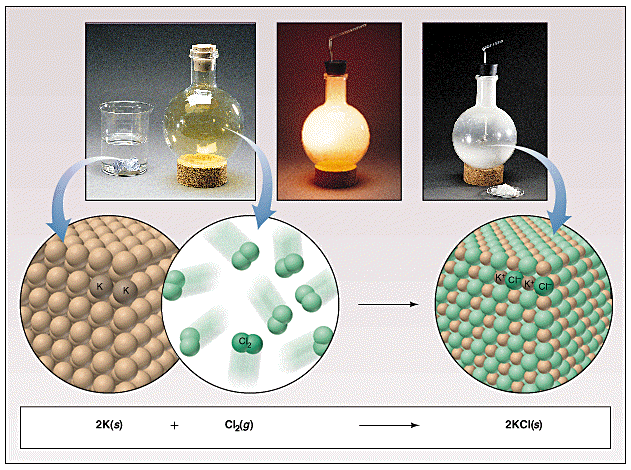 K K
Cl₂
K⁺ Cl⁻ K⁺ Cl⁻
2K(s) + Cl₂(g) 2KCl(s)